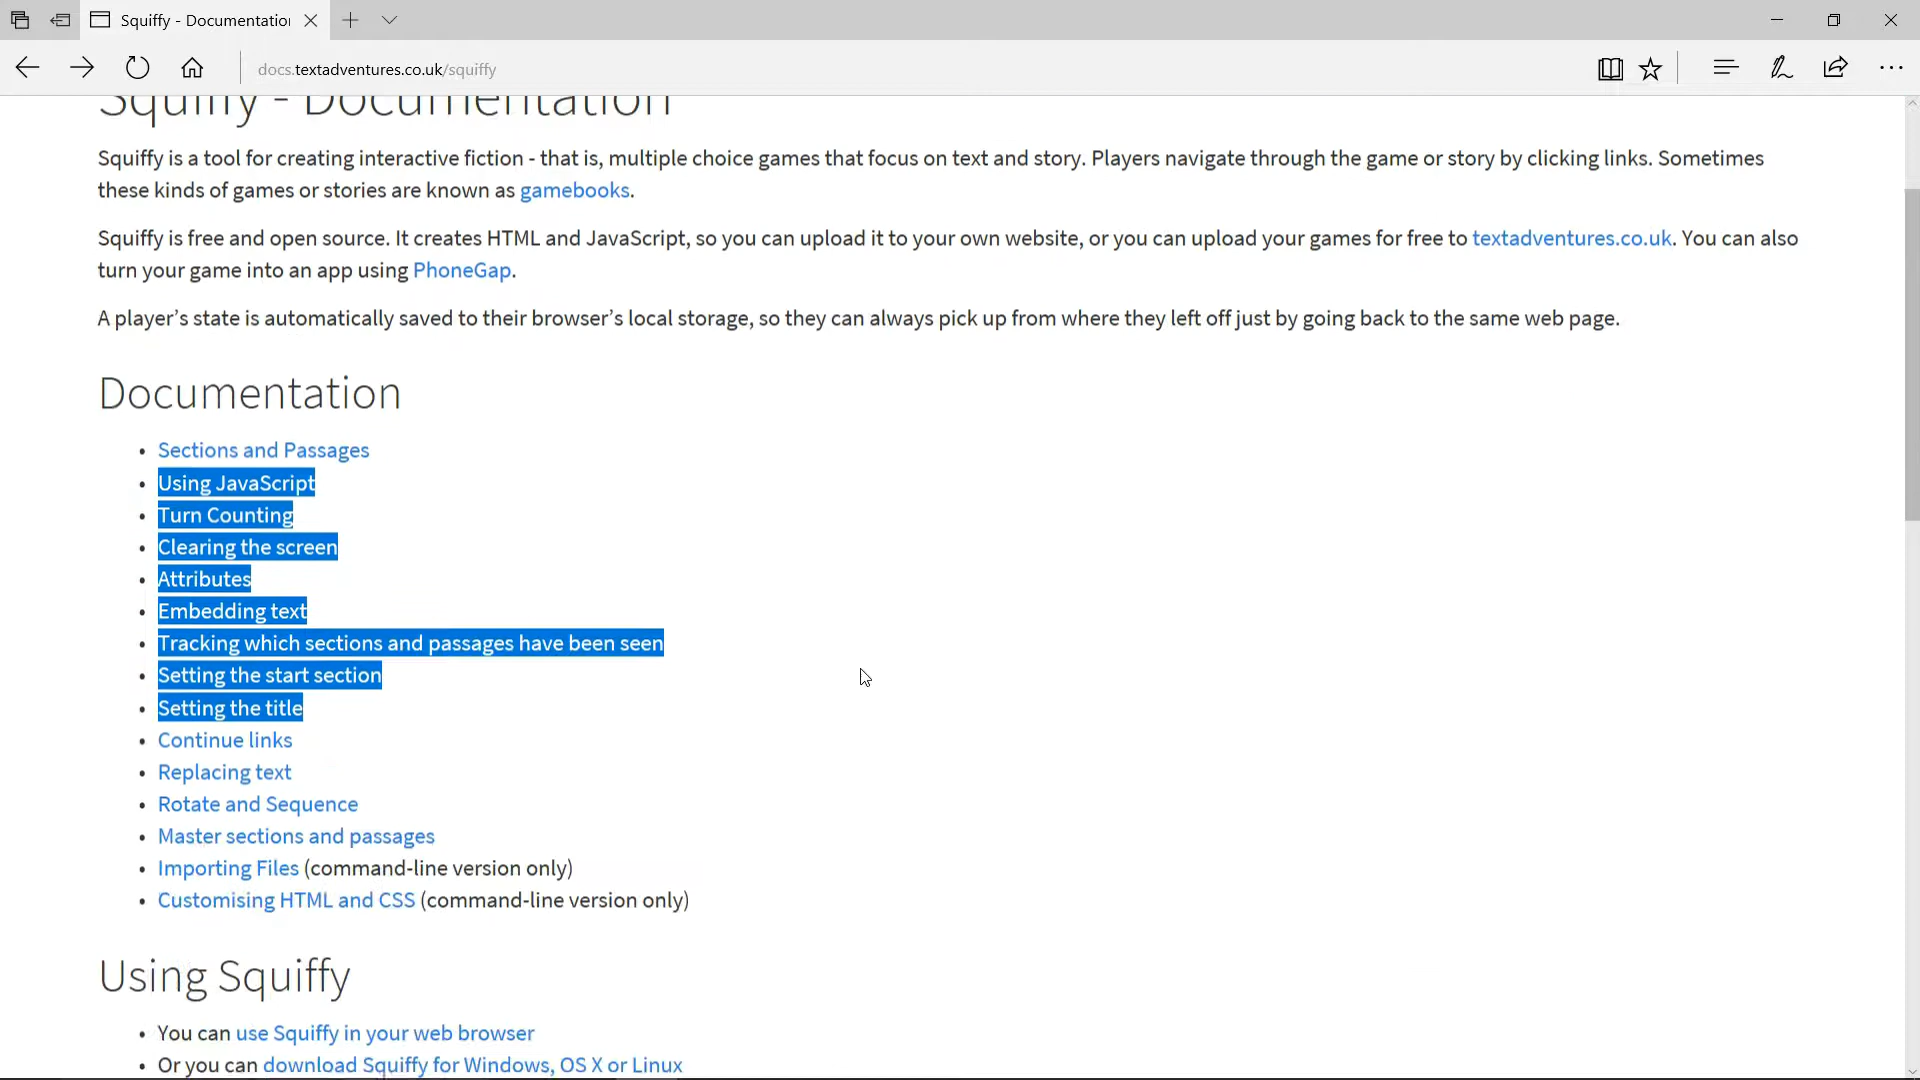 Squiffy - Documentation
docs.textadventures.co.uk/squiffy
Squiffy - Documentation
Squiffy is a tool for creating interactive fiction - that is, multiple choice games that focus on text and story. Players navigate through the game or story by clicking links. Sometimes
these kinds of games or stories are known as gamebooks.
Squiffy is free and open source. It creates HTML and JavaScript, so you can upload it to your own website, or you can upload your games for free to textadventures.co.uk. You can also
turn your game into an app using PhoneGap.
A player’s state is automatically saved to their browser’s local storage, so they can always pick up from where they left off just by going back to the same web page.
Documentation
• Sections and Passages
• Using JavaScript
• Turn Counting
• Clearing the screen
• Attributes
• Embedding text
• Tracking which sections and passages have been seen
• Setting the start section
• Setting the title
• Continue links
• Replacing text
• Rotate and Sequence
• Master sections and passages
• Importing Files (command-line version only)
• Customising HTML and CSS (command-line version only)
Using Squiffy
• You can use Squiffy in your web browser
• Or you can download Squiffy for Windows, OS X or Linux